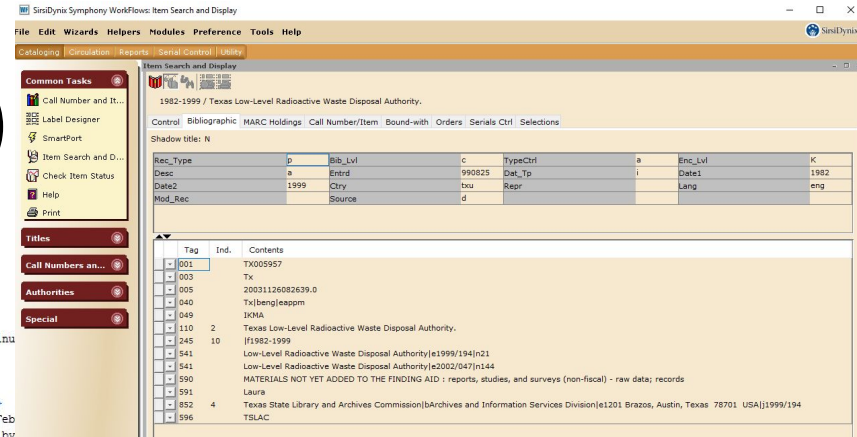 SirsiDynix Symphony WorkFlows: Item Search and Display
File Edit Wizards Helpers Modules Preference Tools Help
SirsiDynix
Cataloging Circulation Reports Serial Control Utility
Item Search and Display
Common Tasks
Call Number and It...
Label Designer
SmartPort
Item Search and D...
Check Item Status
Help
Print
Titles
Call Numbers an...
Authorities
Special
1982-1999 / Texas Low-Level Radioactive Waste Disposal Authority.
Control Bibliographic MARC Holdings Call Number/Item Bound-with Orders Serials Ctrl Selections
Shadow title: N
Rec_Type p Bib_Lvl c TypeCtrl a Enc_Lvl K
Desc a Entrd 990825 Dat_Tp i Date1 1982
Date2 1999 Ctry txu Repr Lang eng
Mod_Rec Source d
Tag Ind. Contents
001 TX005957
003 Tx
005 20031126082639.0
040 Tx|beng|eappm
049 IKMA
110 2 Texas Low-Level Radioactive Waste Disposal Authority.
245 10 |f1982-1999
541 Low-Level Radioactive Waste Disposal Authority|e1999/194|n21
541 Low-Level Radioactive Waste Disposal Authority|e2002/047|n144
590 MATERIALS NOT YET ADDED TO THE FINDING AID : reports, studies, and surveys (non-fiscal) - raw data; records
591 Laura
852 4 Texas State Library and Archives Commission|bArchives and Information Services Division|e1201 Brazos, Austin, Texas 78701 USA|j1999/194
596 TSLAC
inu
Feb
by